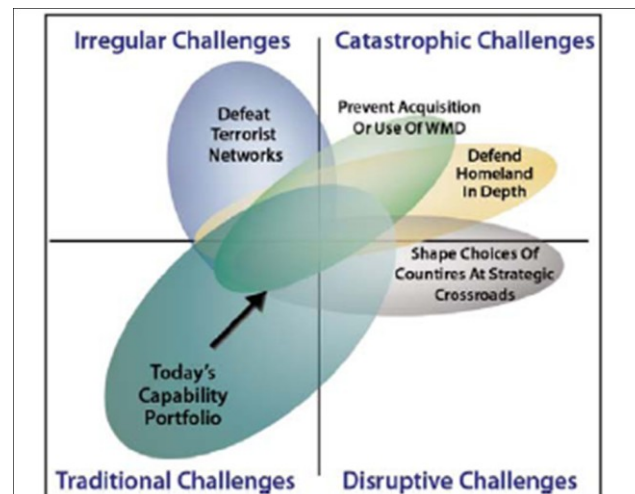 Irregular Challenges
Catastrophic Challenges
Defeat
Terrorist
Networks
Prevent Acquisition
Or Use Of WMD
Defend
Homeland
In Depth
Shape Choices Of
Countires At Strategic
Crossroads
Today's
Capability
Portfolio
Traditional Challenges
Disruptive Challenges